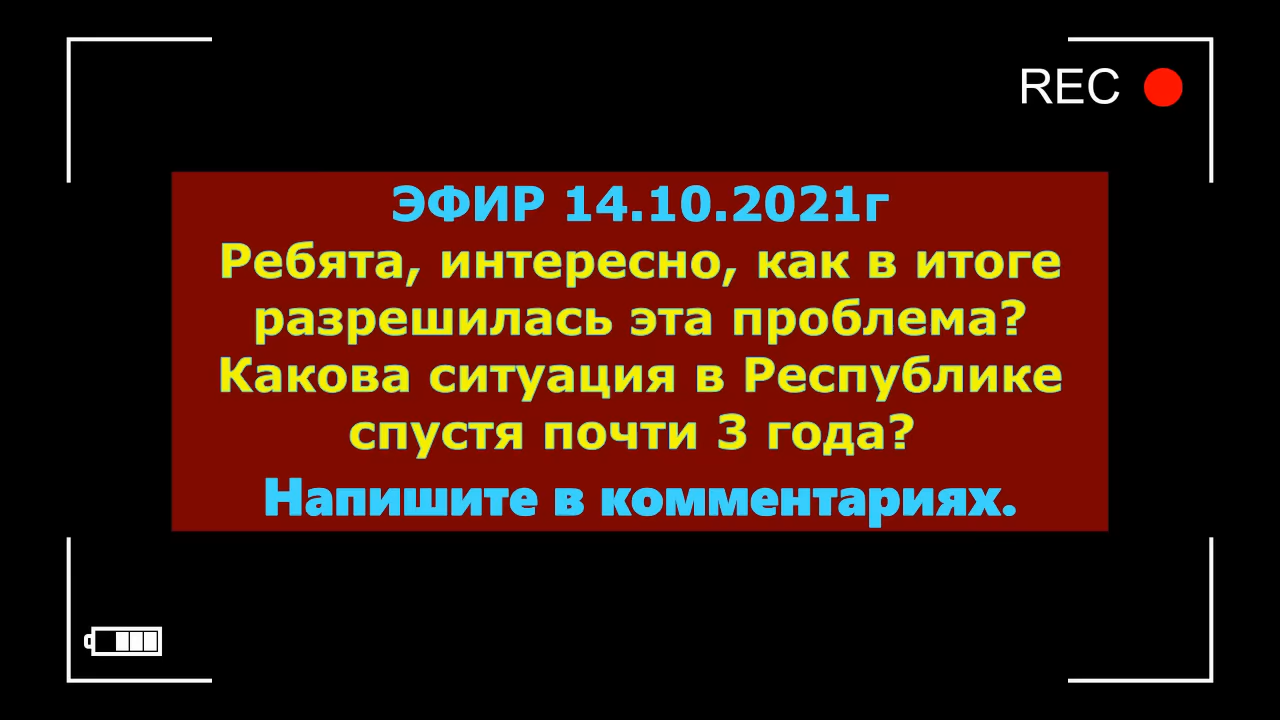 REC
ЭФИР 14.10.2021г
Ребята, интересно, как в итоге
разрешилась эта проблема?
Какова ситуация в Республике
спустя почти 3 года?
Напишите в комментариях.